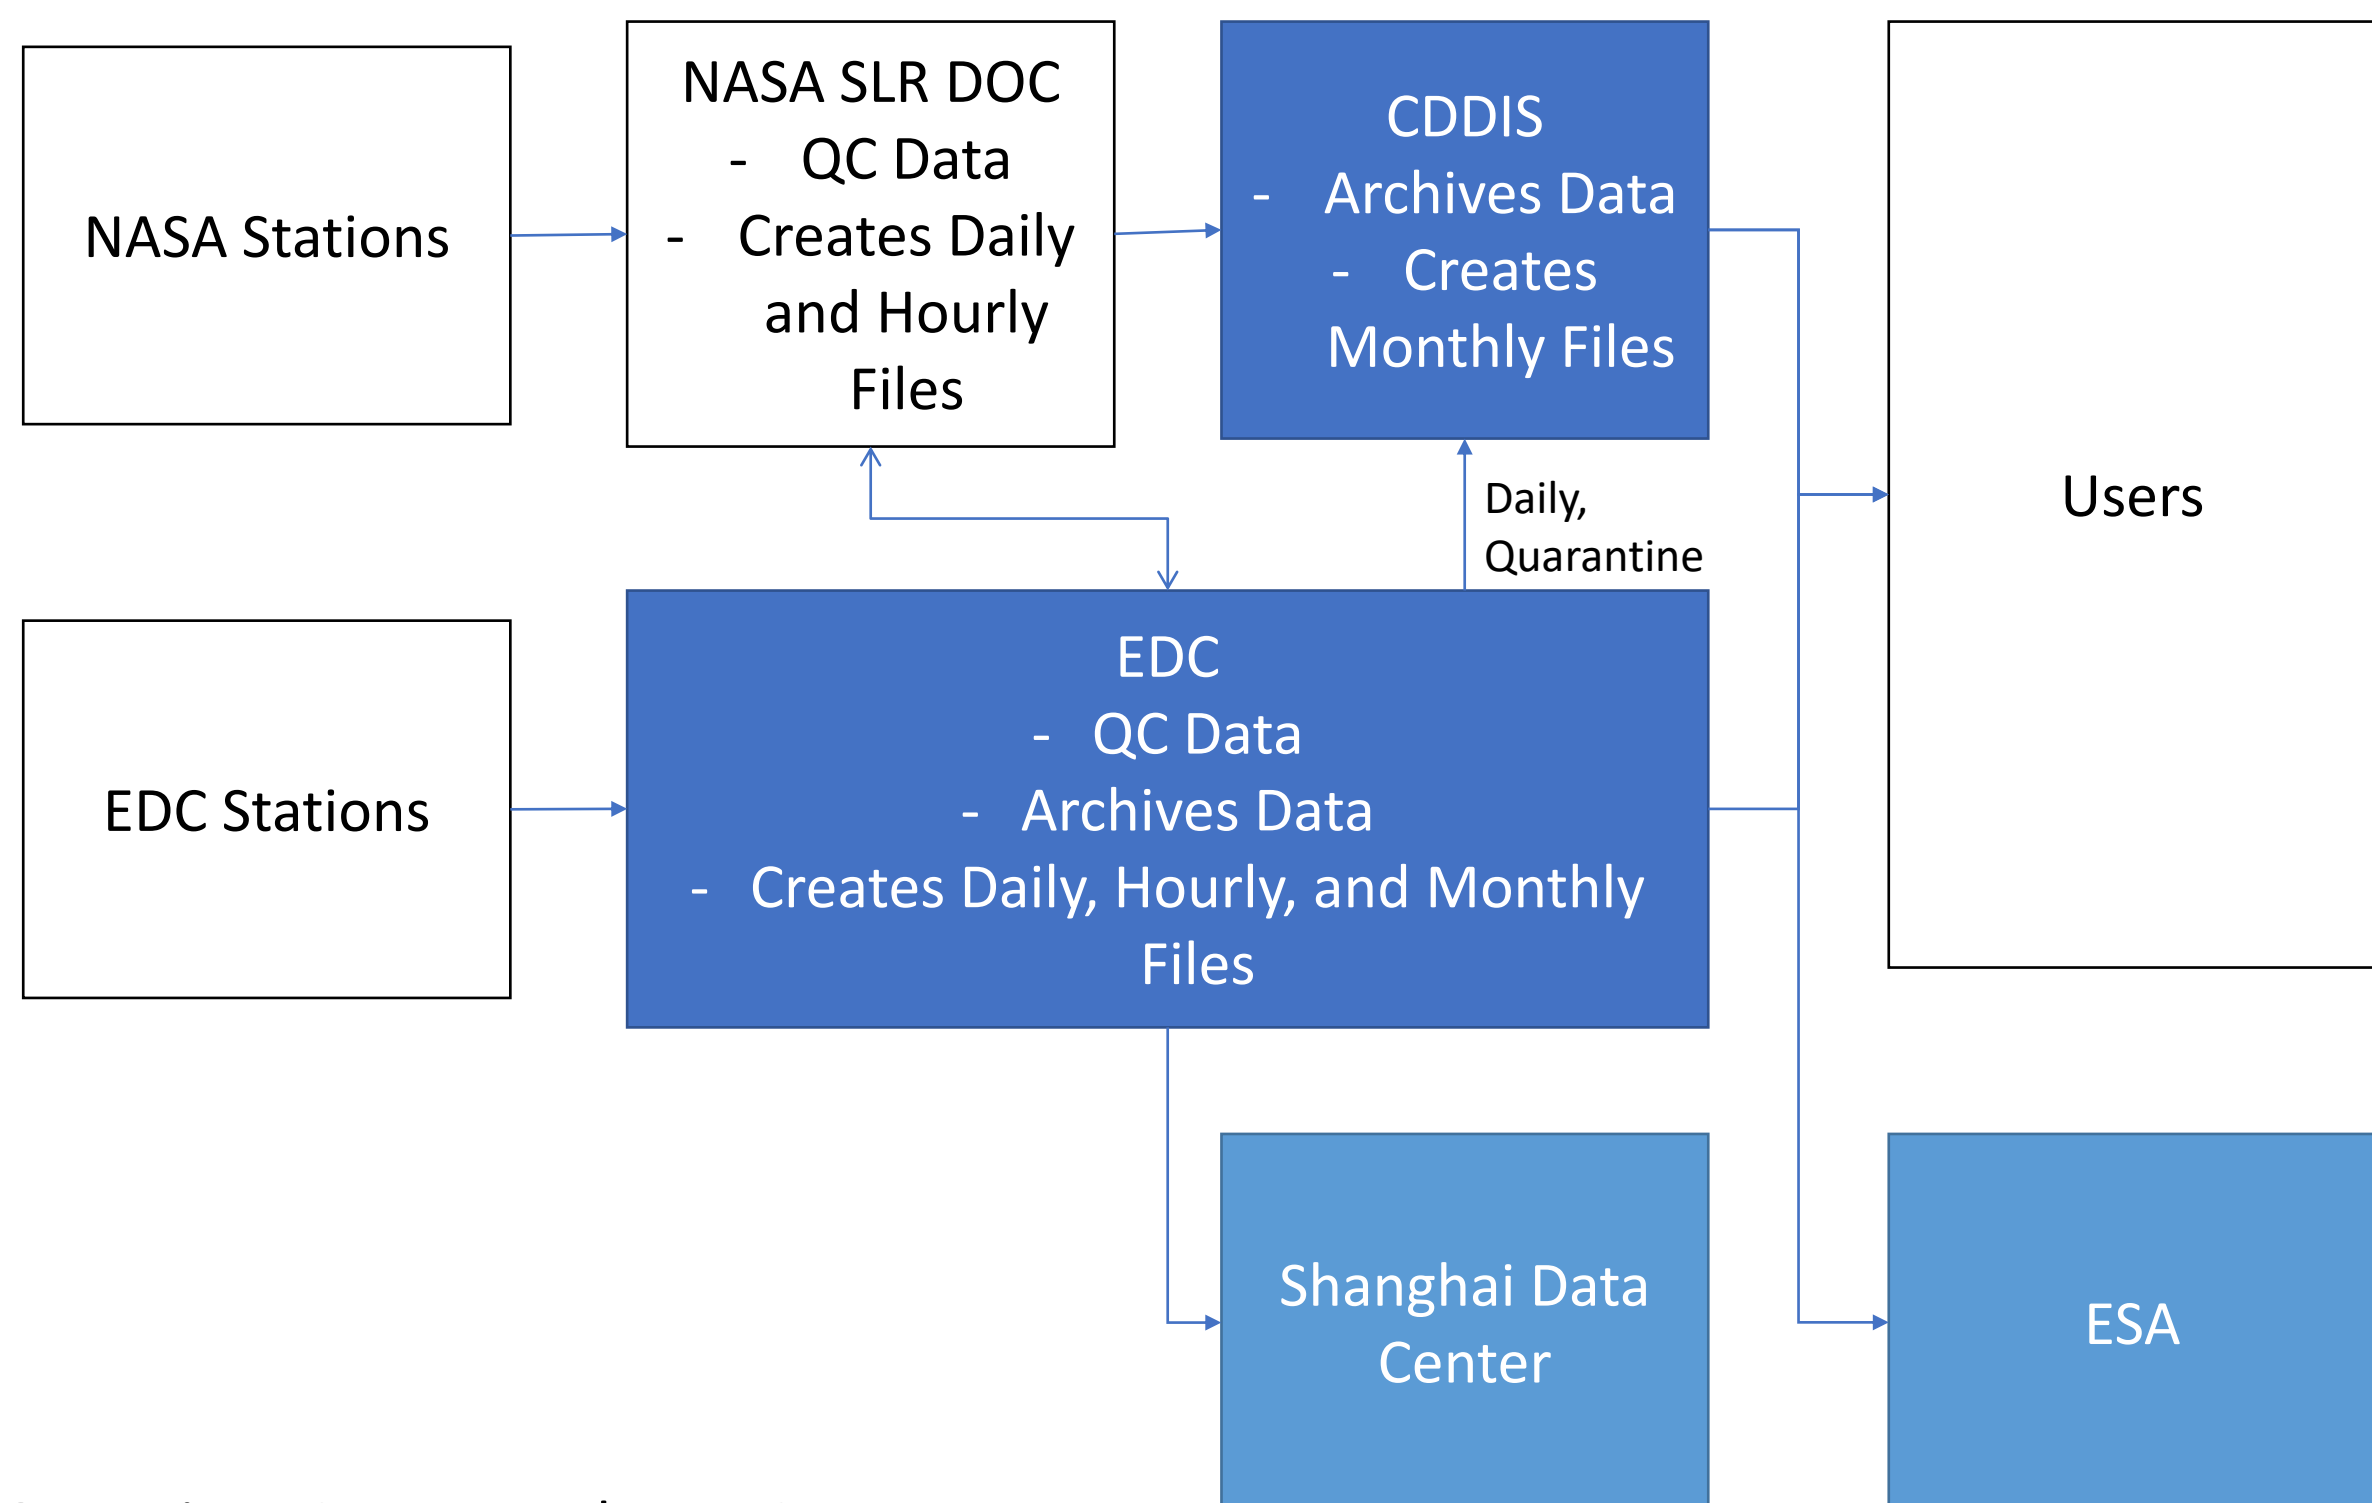 NASA Stations
NASA SLR DOC
- QC Data
- Creates Daily
and Hourly
Files
CDDIS
- Archives Data
- Creates
Monthly Files
Users
Daily,
Quarantine
EDC Stations
EDC
- QC Data
- Archives Data
- Creates Daily, Hourly, and Monthly
Files
Shanghai Data
Center
ESA